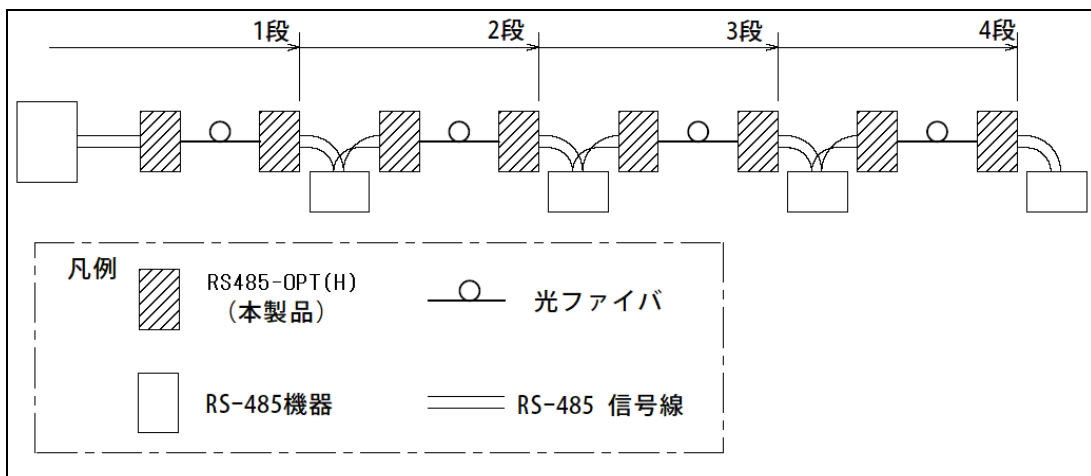 1段 2段 3段 4段
凡例
RS485-OPT(H)
(本製品)
光ファイバ
RS-485機器
RS-485 信号線